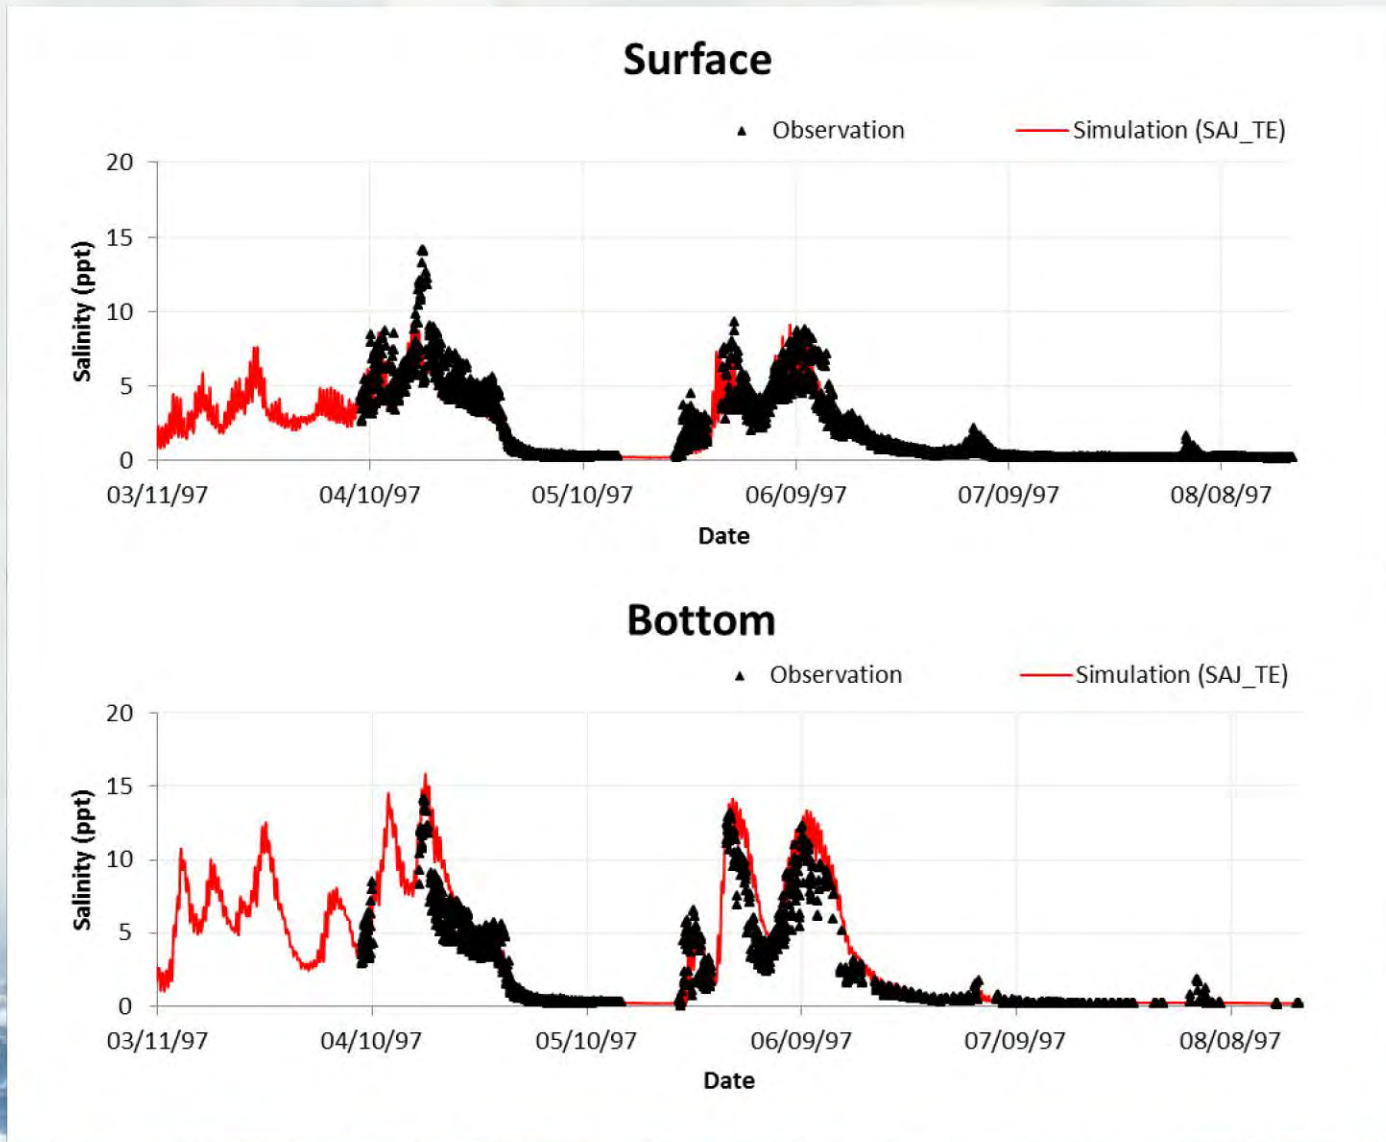 Surface
Observation Simulation (SAJ_TE)
20
15
10
5
0
Salinity (ppt)
03/11/97 04/10/97 05/10/97 06/09/97 07/09/97 08/08/97
Date
Bottom
Observation Simulation (SAJ_TE)
20
15
10
5
0
Salinity (ppt)
03/11/97 04/10/97 05/10/97 06/09/97 07/09/97 08/08/97
Date